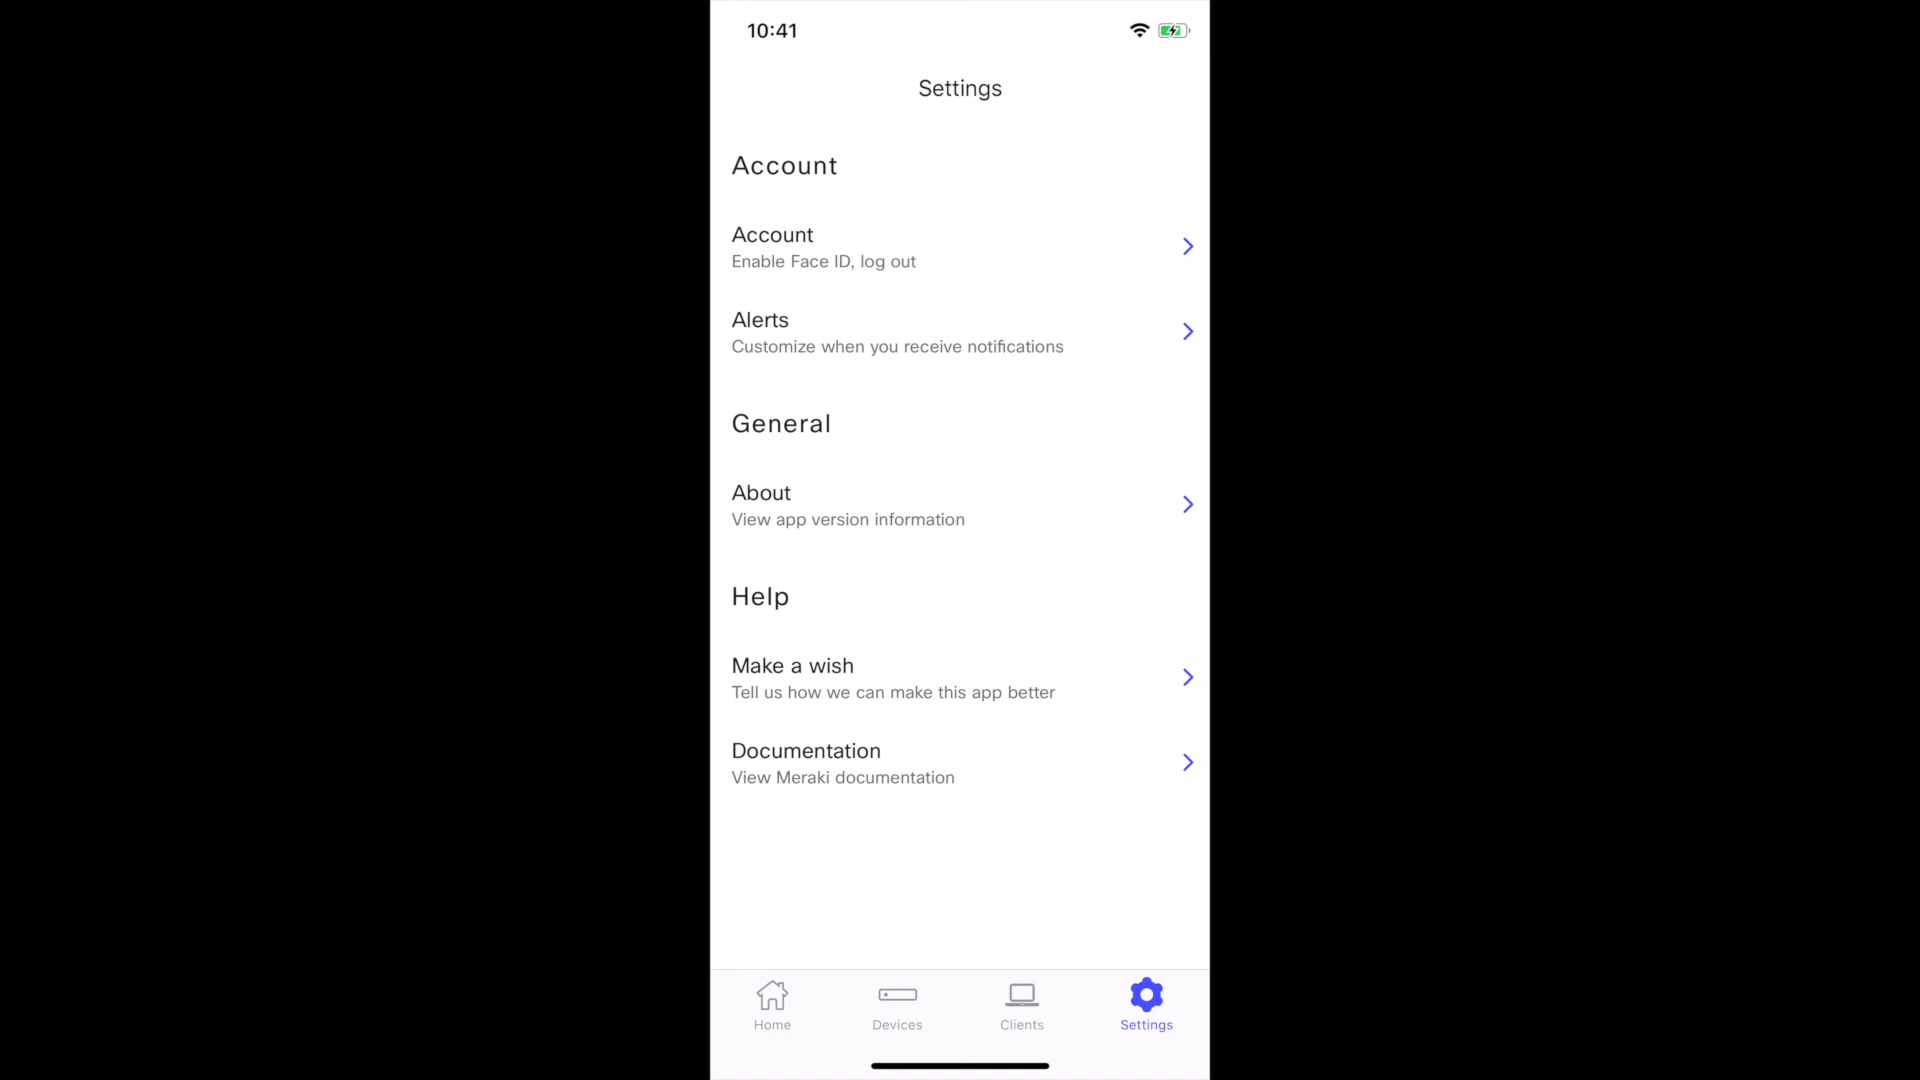 10:41
Settings
Account
Account
Enable Face ID, log out
Alerts
Customize when you receive notifications
General
About
View app version information
Help
Make a wish
Tell us how we can make this app better
Documentation
View Meraki documentation
Home
Devices
Clients
Settings